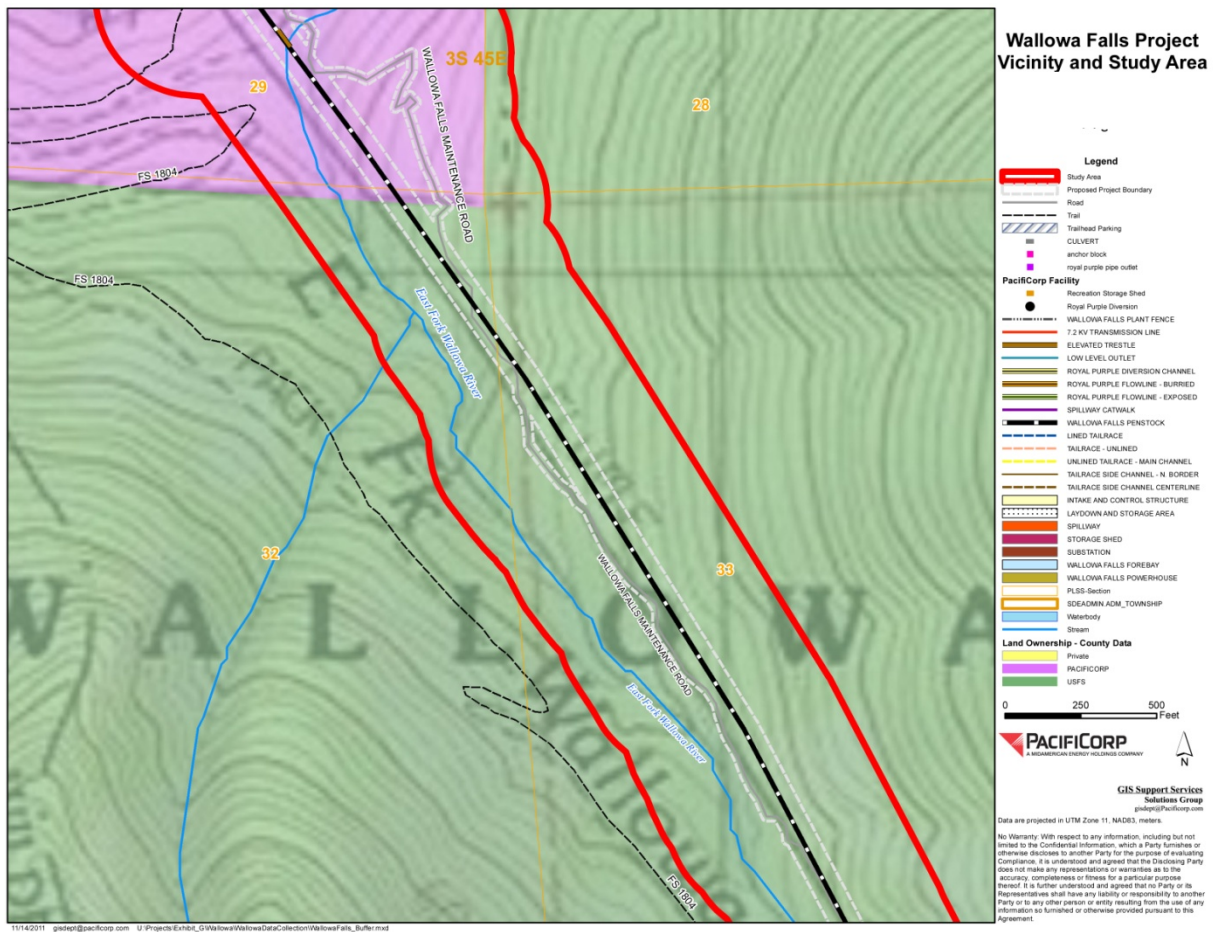 Wallowa Falls Project
Vicinity and Study Area
Legend
Study Area
Proposed Project Boundary
Road
Trail
Trailhead Parking
CULVERT
anchor block
royal purple pipe outlet
PacifiCorp Facility
Recreation Storage Shed
Royal Purple Diversion
WALLOWA FALLS PLANT FENCE
7.2 KV TRANSMISSION LINE
ELEVATED TRESTLE
LOW LEVEL OUTLET
ROYAL PURPLE DIVERSION CHANNEL
ROYAL PURPLE FLOWLINE - BURRIED
ROYAL PURPLE FLOWLINE - EXPOSED
SPILLWAY CATWALK
WALLOWA FALLS PENSTOCK
LINED TAILRACE
TAILRACE - UNLINED
UNLINED TAILRACE - MAIN CHANNEL
TAILRACE SIDE CHANNEL - N. BORDER
TAILRACE SIDE CHANNEL CENTERLINE
INTAKE AND CONTROL STRUCTURE
LAYDOWN AND STORAGE AREA
SPILLWAY
STORAGE SHED
SUBSTATION
WALLOWA FALLS FOREBAY
WALLOWA FALLS POWERHOUSE
PLSS-Section
SDEADMIN.ADM_TOWNSHIP
Waterbody
Stream
Land Ownership - County Data
Private
PACIFICORP
USFS
0 250 500
Feet
PACIFICORP
A MIDAMERICAN ENERGY HOLDINGS COMPANY
N
GIS Support Services
Solutions Group
gisdept@Pacificorp.com
Data are projected in UTM Zone 11, NAD83, meters.
No Warranty: With respect to any information, including but not
limited to the Confidential Information, which a Party furnishes or
otherwise discloses to another Party for the purpose of evaluating
Compliance, it is understood and agreed that the Disclosing Party
does not make any representations or warranties as to the
accuracy, completeness or fitness for a particular purpose
thereof. It is further understood and agreed that no Party or its
Representatives shall have any liability or responsibility to another
Party or to any other person or entity resulting from the use of any
information so furnished or otherwise provided pursuant to this
Agreement.
3S 45E
29
28
WALLOWA FALLS MAINTENANCE ROAD
FS 1804
FS 1804
East Fork Wallowa River
32
33
WALLOWA FALLS MAINTENANCE ROAD
W A L L O W A
East Fork Wallowa River
Wallowa
FS 1804
11/14/2011 gisdept@pacificorp.com U:\Projects\Exhibit_G\Wallowa\WallowaDataCollection\WallowaFalls_Buffer.mxd